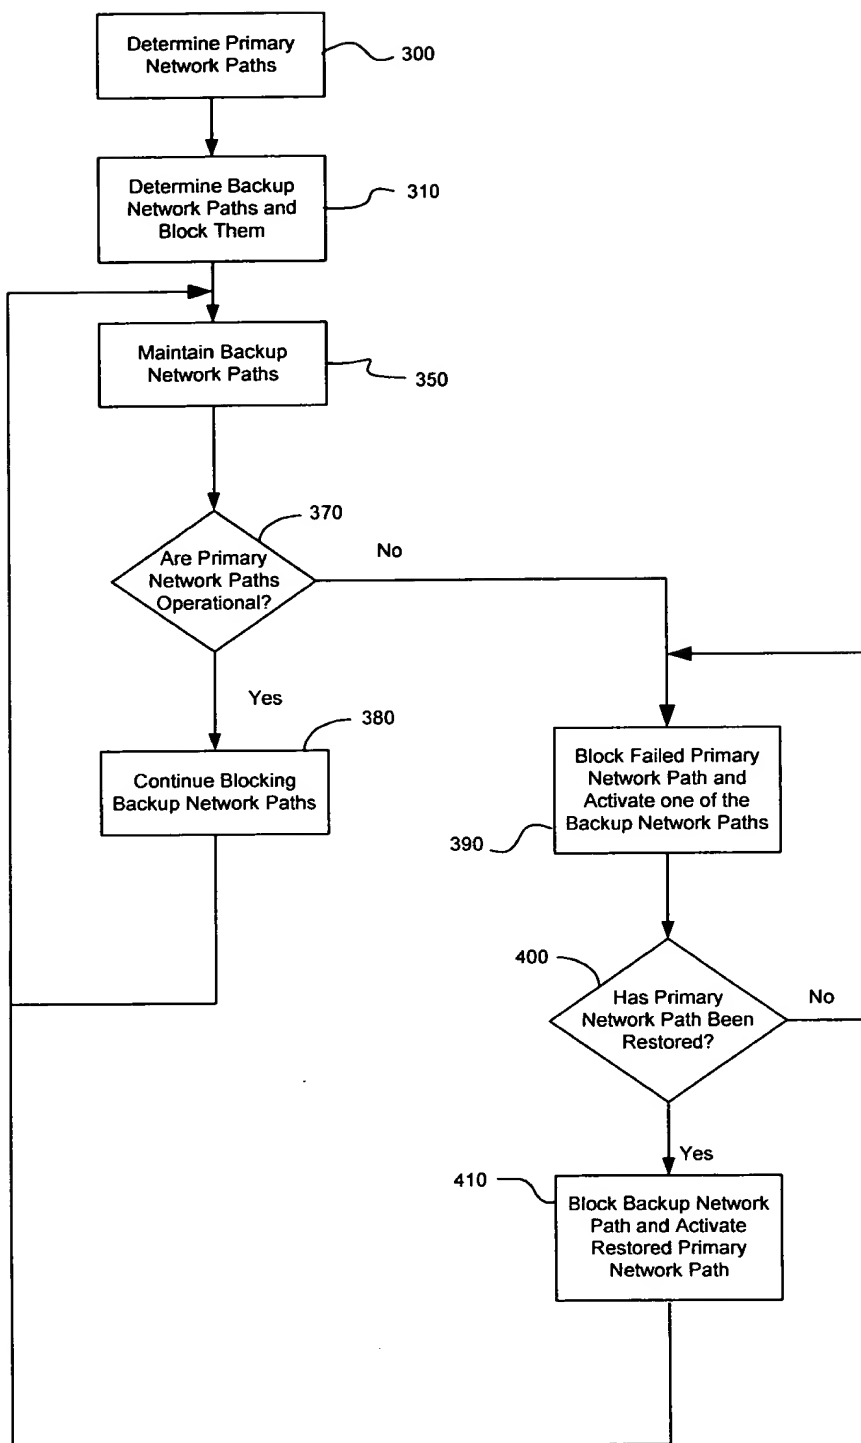 Determine Primary
Network Paths
300
Determine Backup
Network Paths and
Block Them
310
Maintain Backup
Network Paths
350
370
Are Primary
Network Paths
Operational?
No
Yes
380
Continue Blocking
Backup Network Paths
Block Failed Primary
Network Path and
Activate one of the
Backup Network Paths
390
400
Has Primary
Network Path Been
Restored?
No
Yes
410
Block Backup Network
Path and Activate
Restored Primary
Network Path